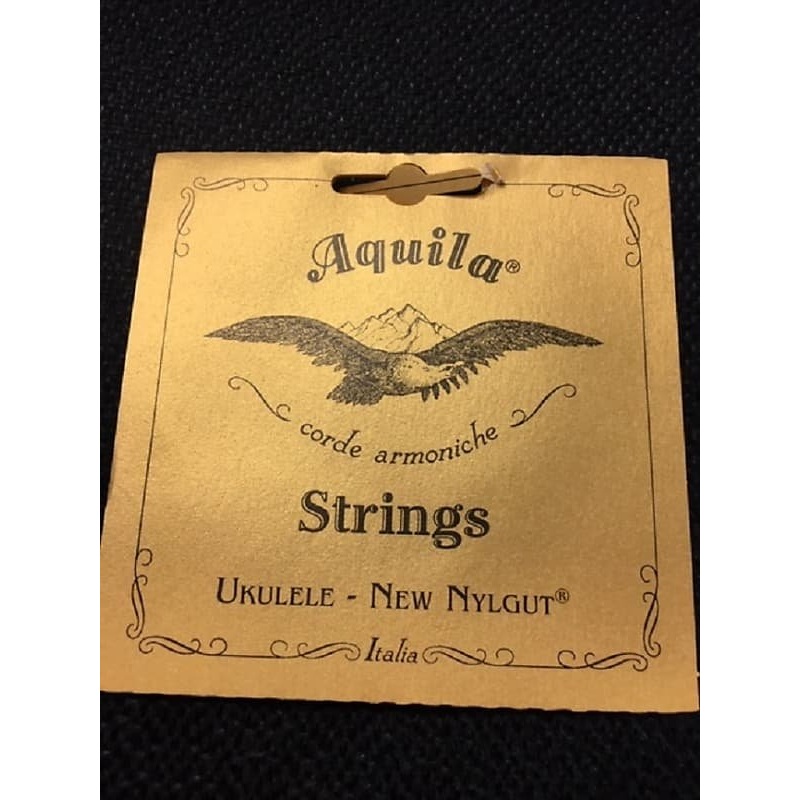 Aquila®
corde armoniche
Strings
UKULELE - NEW NYLGUT®
Italia